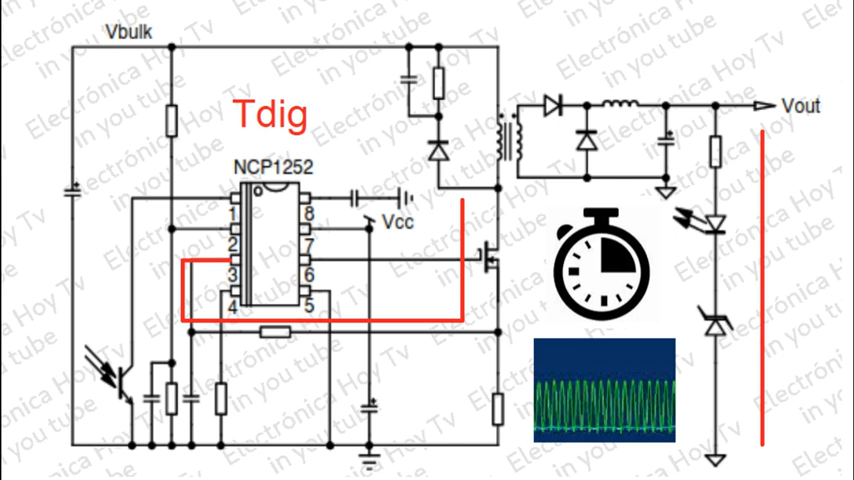 Vbulk
Tdig
Vout
NCP1252
Vcc
1
2
3
4
8
7
6
5
Electrónica Hoy Tv
in you tube